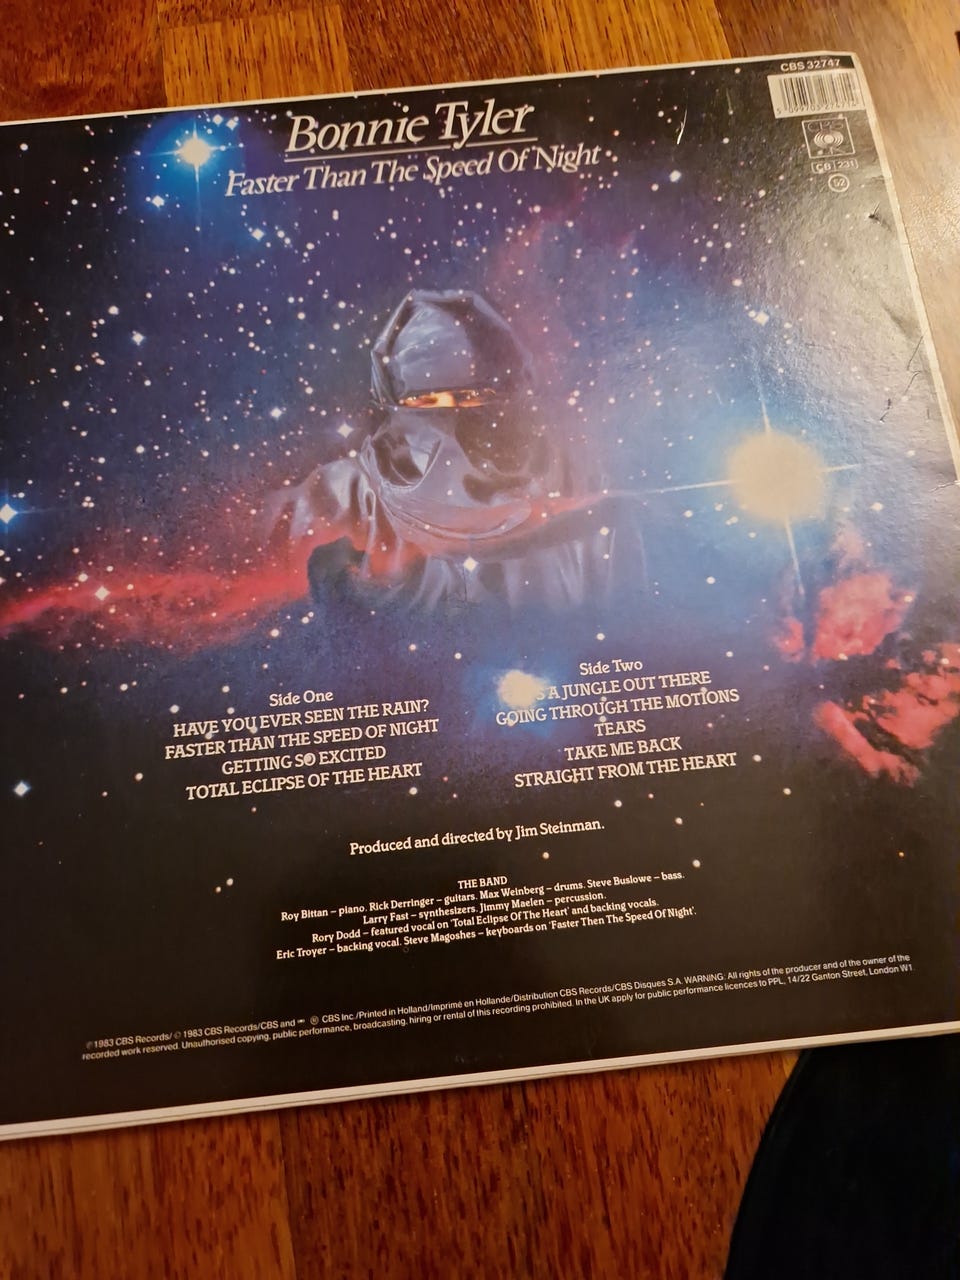 CBS 32747
Bonnie Tyler
Faster Than The Speed Of Night
CBS
CB 231
52
Side One
HAVE YOU EVER SEEN THE RAIN?
FASTER THAN THE SPEED OF NIGHT
GETTING SO EXCITED
TOTAL ECLIPSE OF THE HEART
Side Two
A JUNGLE OUT THERE
GOING THROUGH THE MOTIONS
TEARS
TAKE ME BACK
STRAIGHT FROM THE HEART
Produced and directed by Jim Steinman.
THE BAND
Roy Bittan – piano. Rick Derringer – guitars. Max Weinberg – drums. Steve Buslowe – bass.
Larry Fast – synthesizers. Jimmy Maelen – percussion.
Rory Dodd – featured vocal on 'Total Eclipse Of The Heart' and backing vocals.
Eric Troyer – backing vocal. Steve Magoshes – keyboards on 'Faster Then The Speed Of Night'.
℗ 1983 CBS Records/ © 1983 CBS Records/CBS and ® CBS Inc./Printed in Holland/Imprimé en Hollande/Distribution CBS Records/CBS Disques S.A. WARNING: All rights of the producer and of the owner of the
recorded work reserved. Unauthorised copying, public performance, broadcasting, hiring or rental of this recording prohibited. In the UK apply for public performance licences to PPL, 14/22 Ganton Street, London W1.